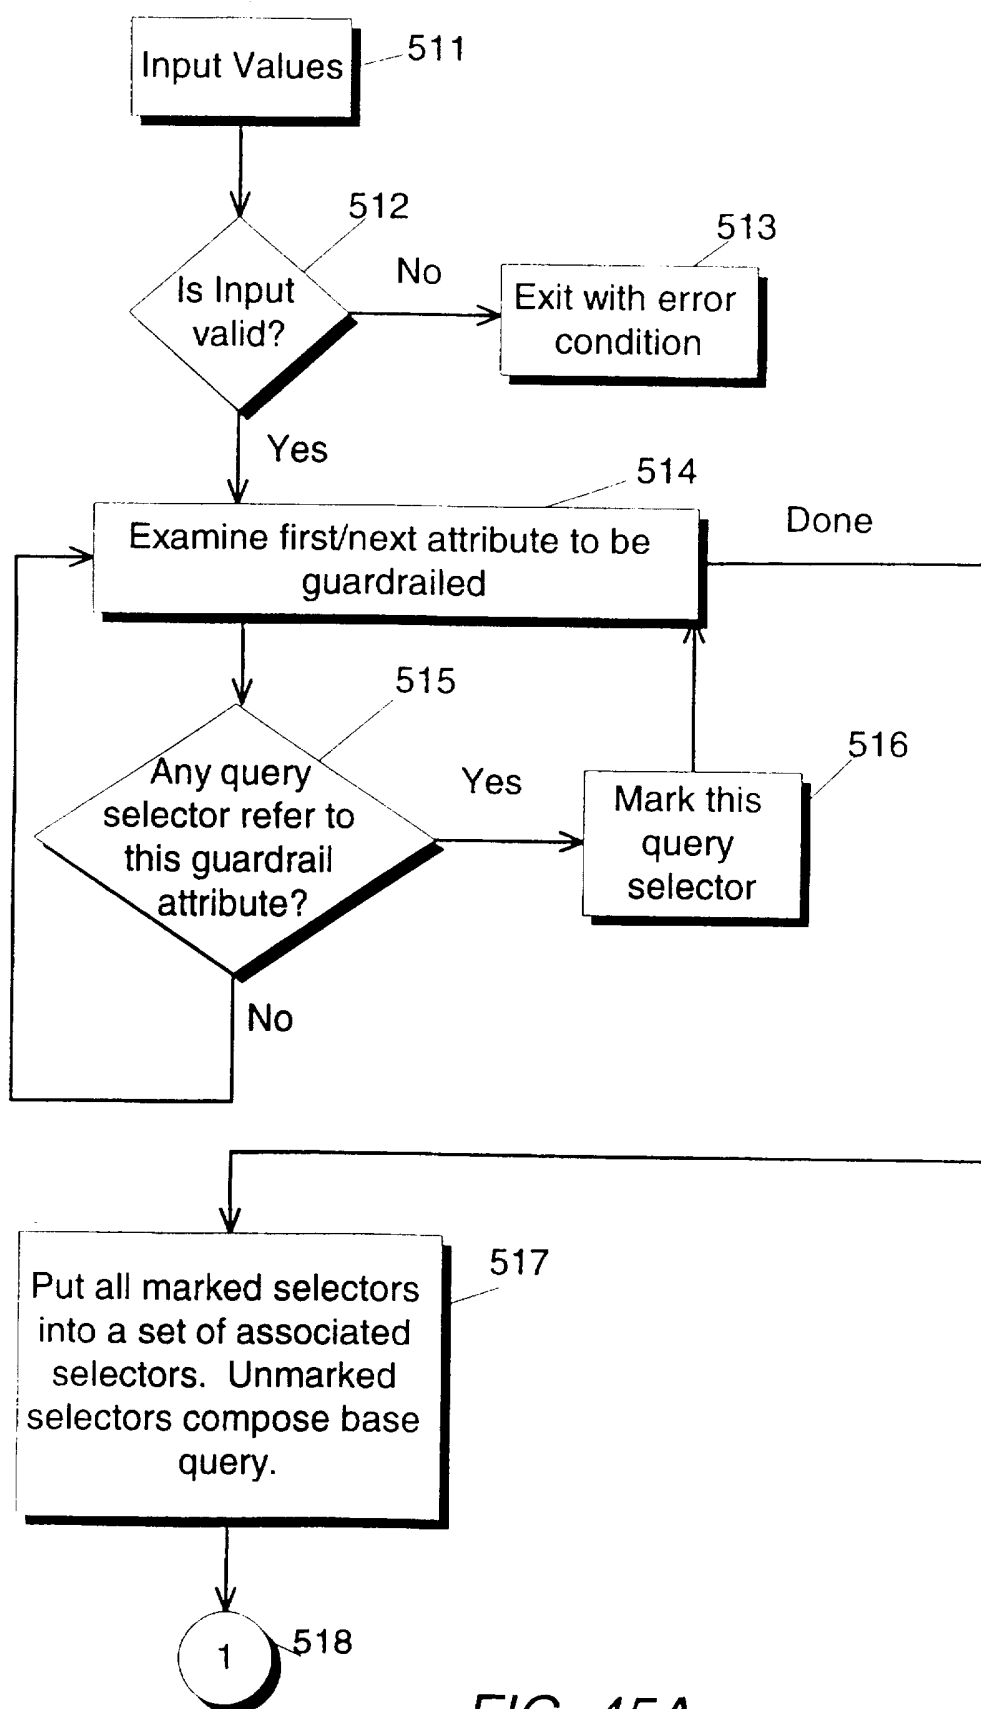 Input Values
511
512
Is Input
valid?
No
513
Exit with error
condition
Yes
514
Examine first/next attribute to be
guardrailed
Done
515
Any query
selector refer to
this guardrail
attribute?
Yes
516
Mark this
query
selector
No
517
Put all marked selectors
into a set of associated
selectors. Unmarked
selectors compose base
query.
1
518
FIG. 45A